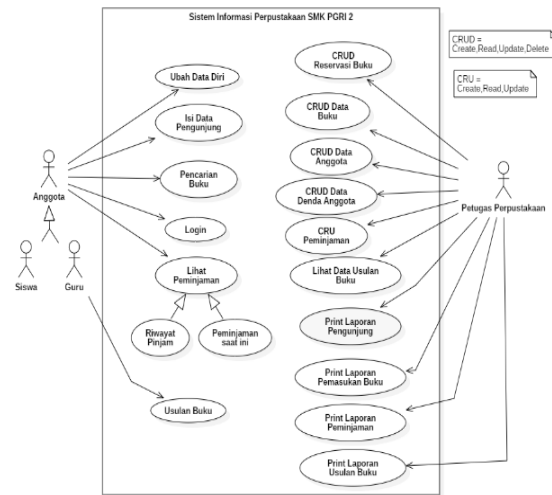 Sistem Informasi Perpustakaan SMK PGRI 2
CRUD =
Create,Read,Update,Delete
CRU =
Create,Read,Update
Ubah Data Diri
Isi Data
Pengunjung
Pencarian
Buku
Login
Lihat
Peminjaman
Riwayat
Pinjam
Peminjaman
saat ini
Usulan Buku
CRUD
Reservasi Buku
CRUD Data
Buku
CRUD Data
Anggota
CRUD Data
Denda Anggota
CRU
Peminjaman
Lihat Data Usulan
Buku
Print Laporan
Pengunjung
Print Laporan
Pemasukan Buku
Print Laporan
Peminjaman
Print Laporan
Usulan Buku
Anggota
Siswa
Guru
Petugas Perpustakaan